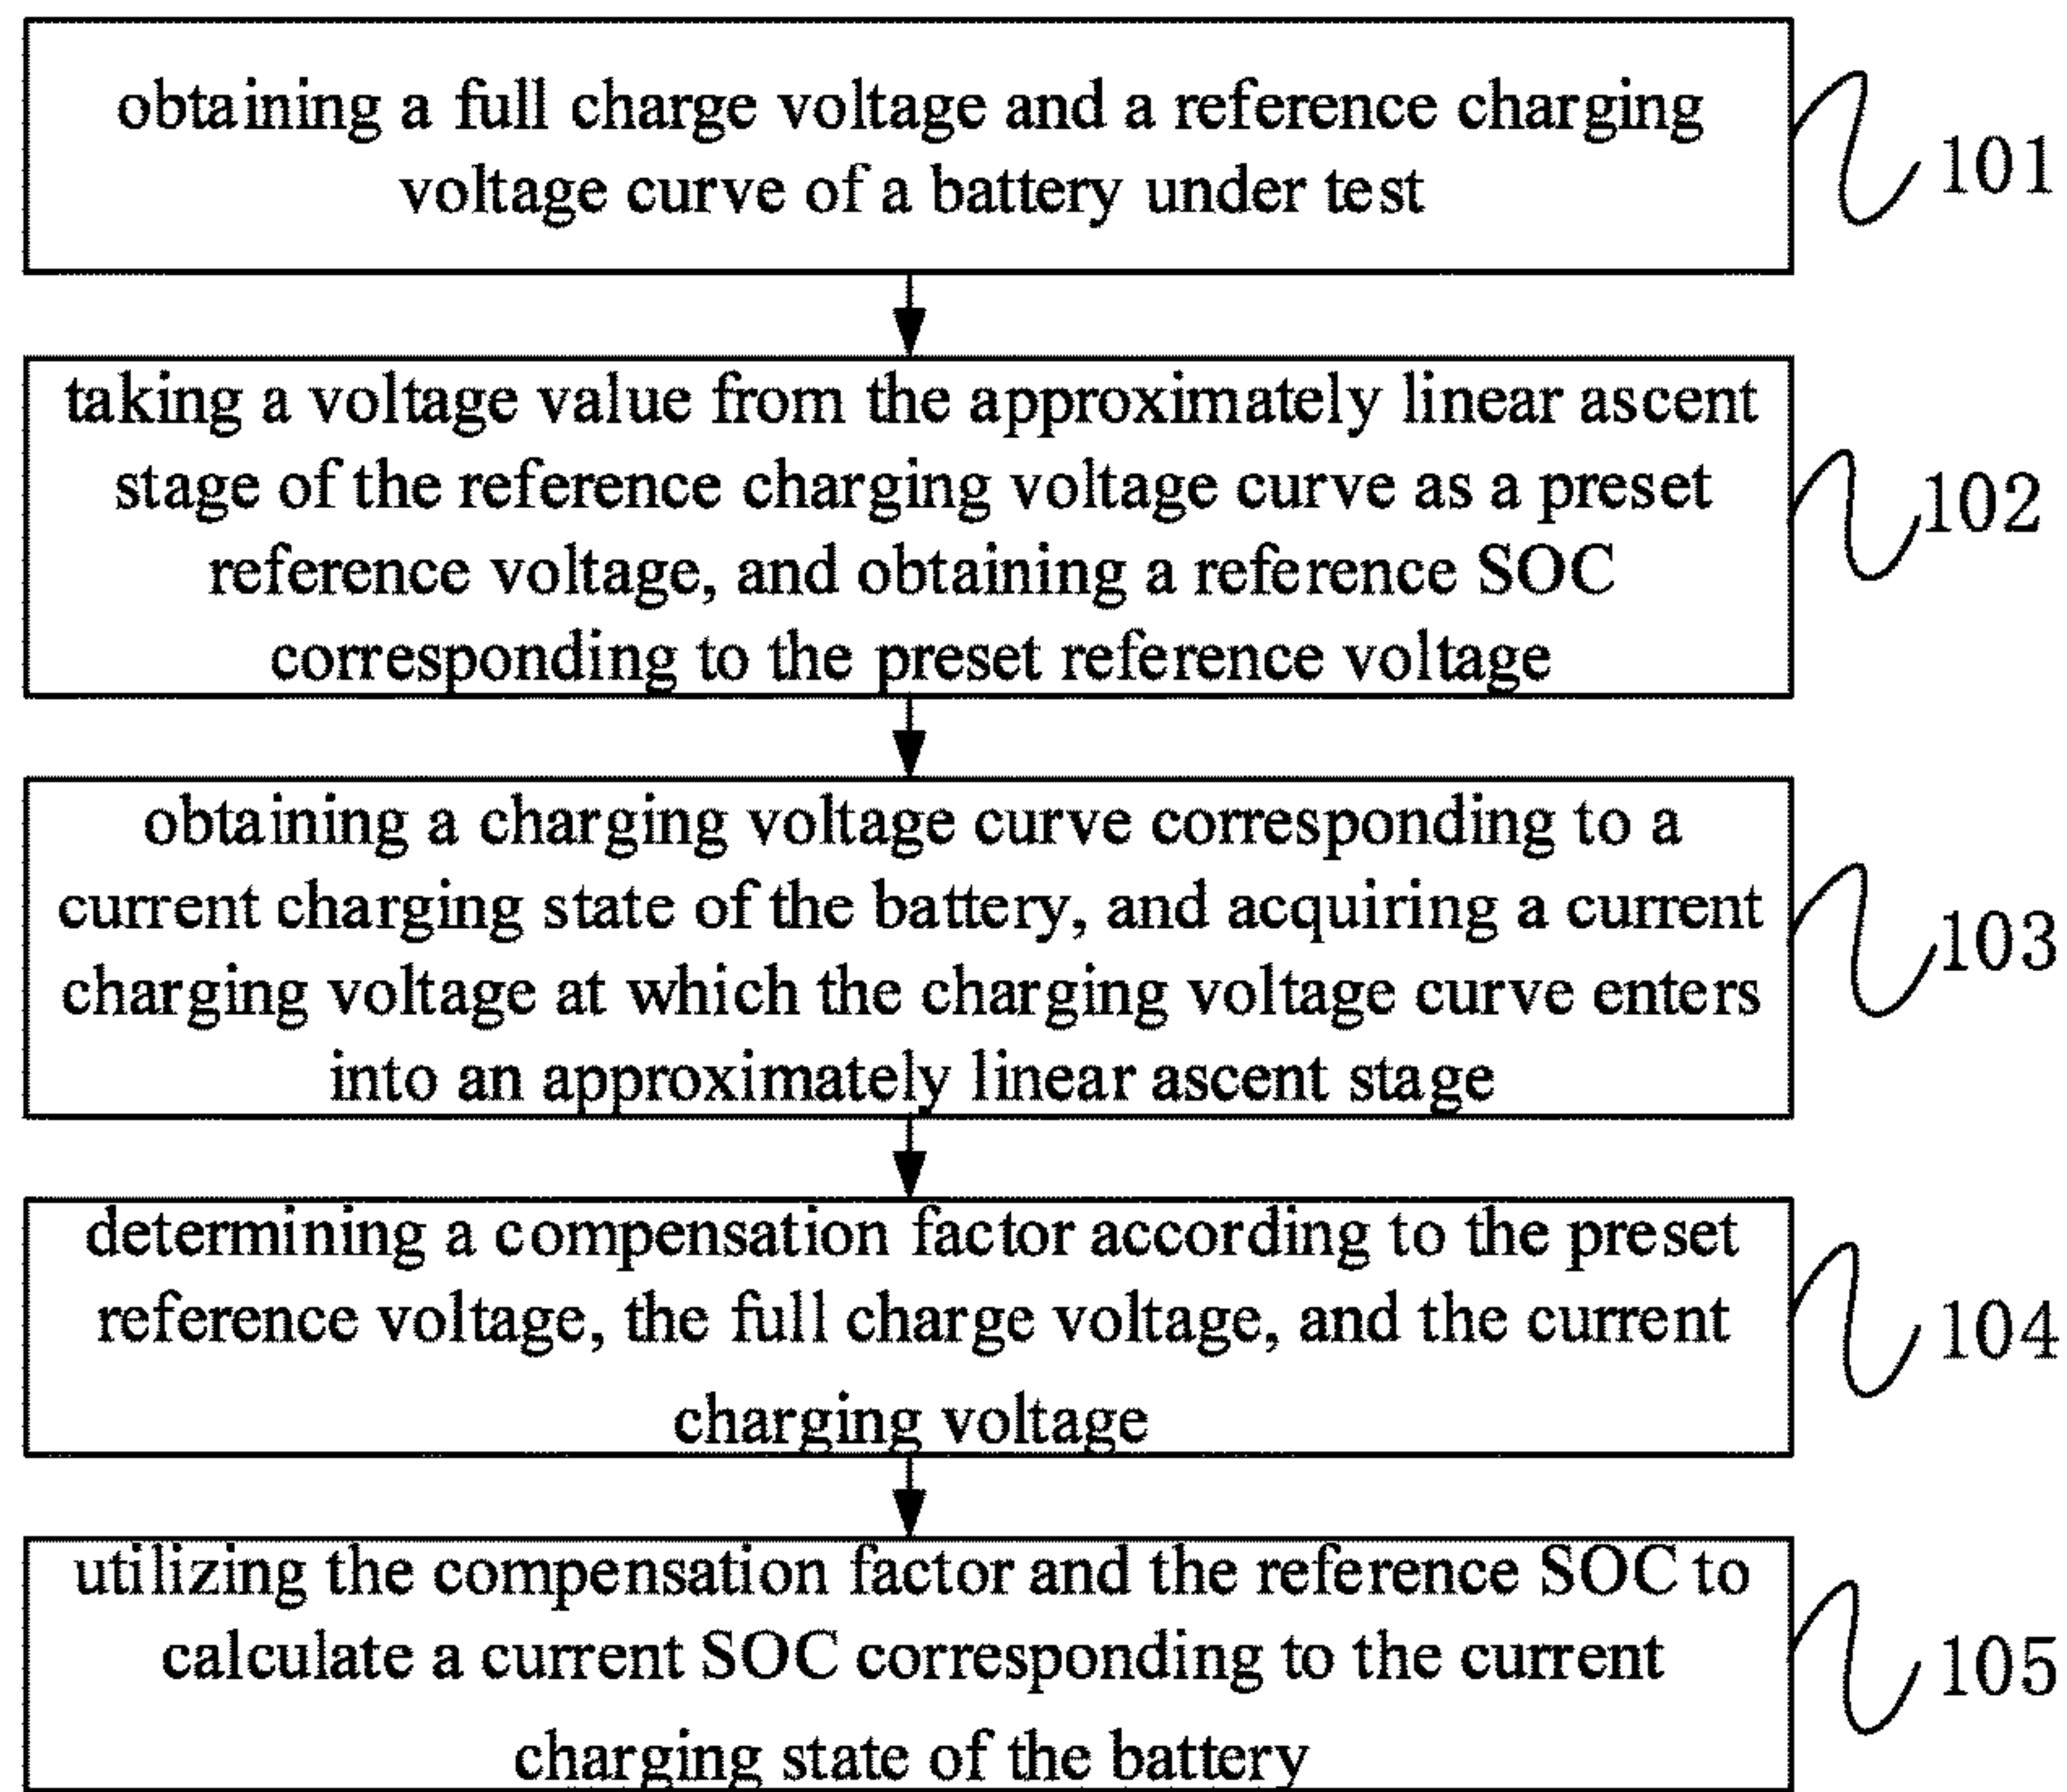 obtaining a full charge voltage and a reference charging
voltage curve of a battery under test
101
taking a voltage value from the approximately linear ascent
stage of the reference charging voltage curve as a preset
reference voltage, and obtaining a reference SOC
corresponding to the preset reference voltage
102
obtaining a charging voltage curve corresponding to a
current charging state of the battery, and acquiring a current
charging voltage at which the charging voltage curve enters
into an approximately linear ascent stage
103
determining a compensation factor according to the preset
reference voltage, the full charge voltage, and the current
charging voltage
104
utilizing the compensation factor and the reference SOC to
calculate a current SOC corresponding to the current
charging state of the battery
105